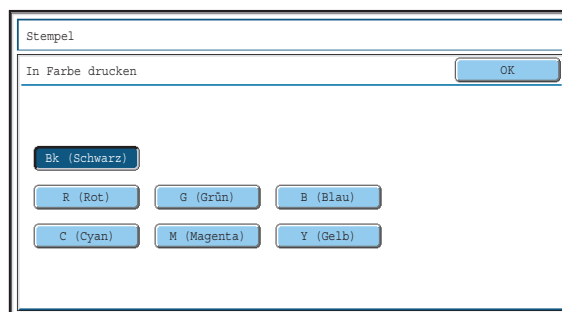 Stempel
In Farbe drucken OK
Bk (Schwarz)
R (Rot) G (Grün) B (Blau)
C (Cyan) M (Magenta) Y (Gelb)